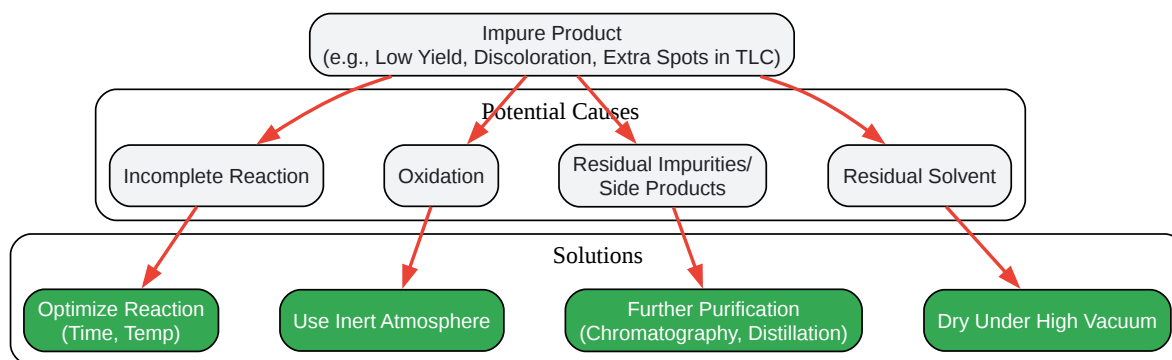 Impure Product
(e.g., Low Yield, Discoloration, Extra Spots in TLC)
Potential Causes
Incomplete Reaction
Oxidation
Residual Impurities/
Side Products
Residual Solvent
Solutions
Optimize Reaction
(Time, Temp)
Use Inert Atmosphere
Further Purification
(Chromatography, Distillation)
Dry Under High Vacuum